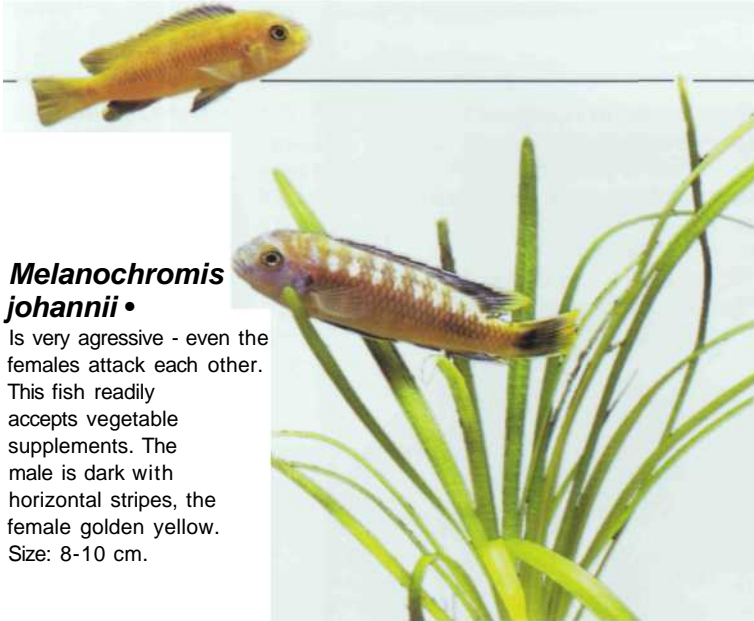 Melanochromis
johannii •
Is very agressive - even the
females attack each other.
This fish readily
accepts vegetable
supplements. The
male is dark with
horizontal stripes, the
female golden yellow.
Size: 8-10 cm.